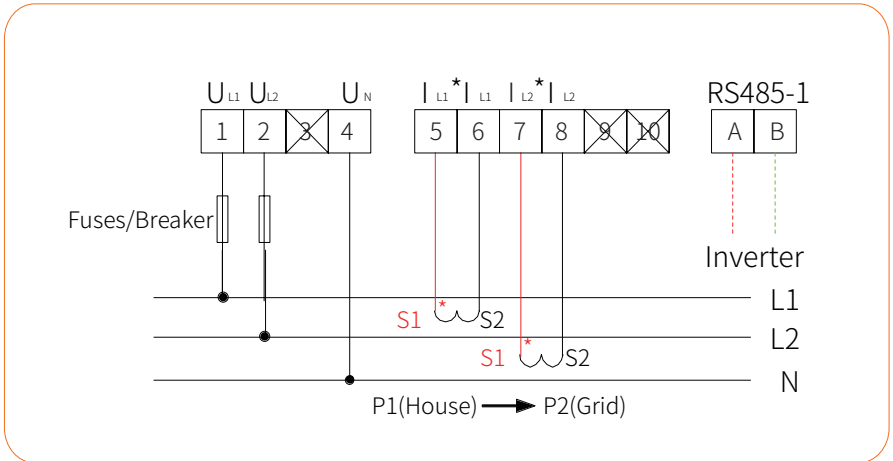 U L1 U L2 U N I L1 * I L1 I L2 * I L2 RS485-1
1 2 3 4 5 6 7 8 9 10 A B
Fuses/Breaker
Inverter
L1
* S1 S2
L2
* S1 S2
N
P1(House) P2(Grid)